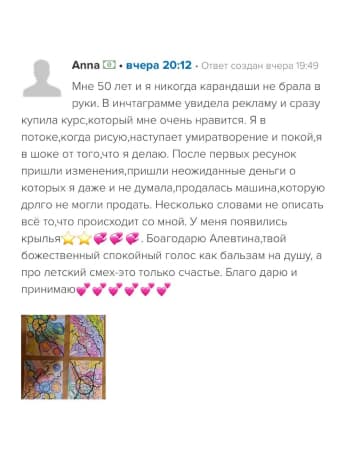 Anna • вчера 20:12 • Ответ создан вчера 19:49
Мне 50 лет и я никогда карандаши не брала в
руки. В инчтаграмме увидела рекламу и сразу
купила курс,который мне очень нравится. Я в
потоке,когда рисую,наступает умиратворение и покой,я
в шоке от того,что я делаю. После первых ресунок
пришли изменения,пришли неожиданные деньги о
которых я даже и не думала,продалась машина,которую
дрлго не могли продать. Несколько словами не описать
всё то,что происходит со мной. У меня появились
крылья⭐⭐💞💞💞. Боагодарю Алевтина,твой
божественный спокойный голос как бальзам на душу, а
про летский смех-это только счастье. Благо дарю и
принимаю💕💕💕💕💕💕